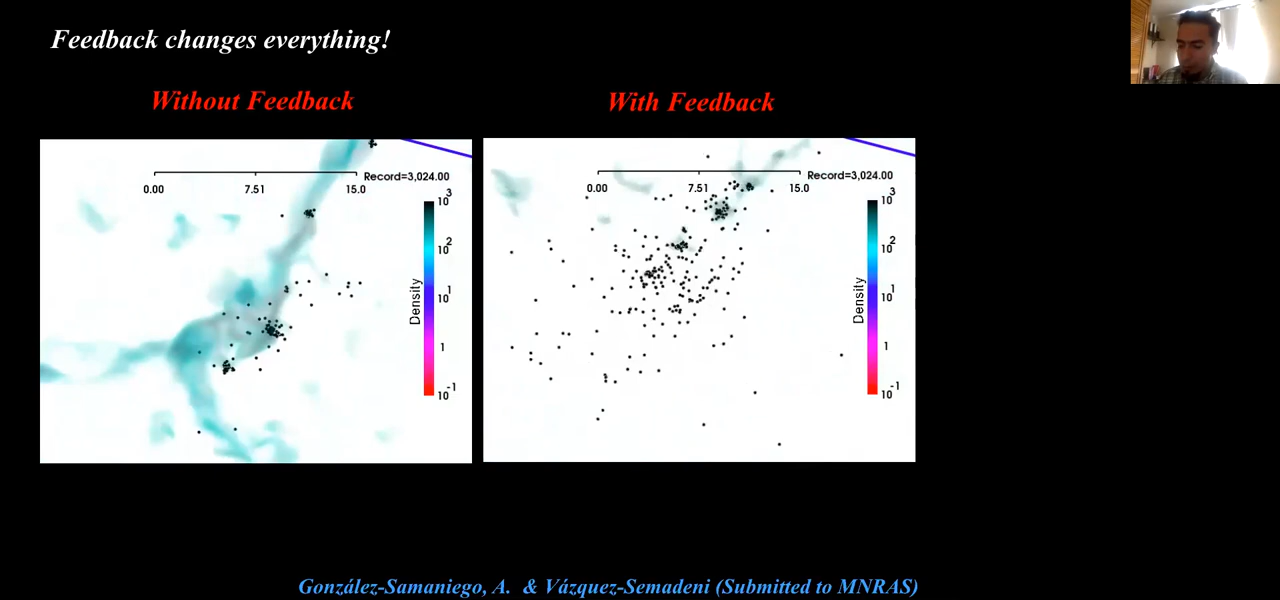 Feedback changes everything!
Without Feedback
With Feedback
0.00 7.51 15.0 Record=3,024.00
10^3
10^2
10^1
1
10^-1
Density
0.00 7.51 15.0 Record=3,024.00
10^3
10^2
10^1
1
10^-1
Density
González-Samaniego, A. & Vázquez-Semadeni (Submitted to MNRAS)